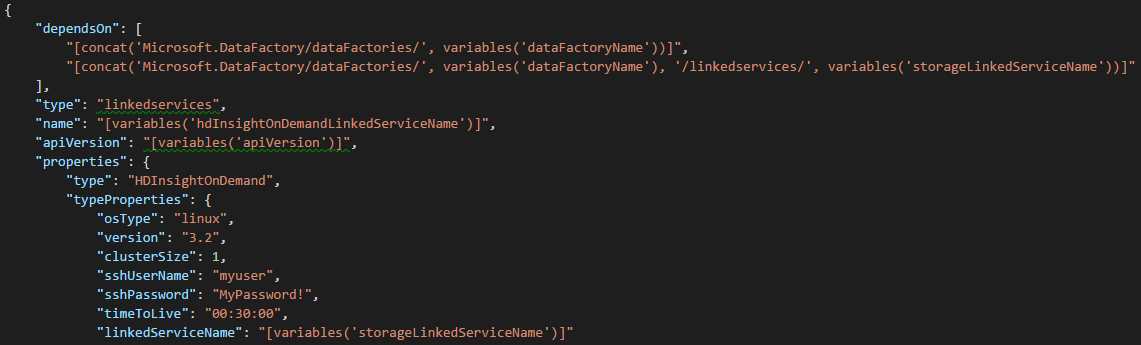 {
    "dependsOn": [
        "[concat('Microsoft.DataFactory/dataFactories/', variables('dataFactoryName'))]",
        "[concat('Microsoft.DataFactory/dataFactories/', variables('dataFactoryName'), '/linkedservices/', variables('storageLinkedServiceName'))]"
    ],
    "type": "linkedservices",
    "name": "[variables('hdInsightOnDemandLinkedServiceName')]",
    "apiVersion": "[variables('apiVersion')]",
    "properties": {
        "type": "HDInsightOnDemand",
        "typeProperties": {
            "osType": "linux",
            "version": "3.2",
            "clusterSize": 1,
            "sshUserName": "myuser",
            "sshPassword": "MyPassword!",
            "timeToLive": "00:30:00",
            "linkedServiceName": "[variables('storageLinkedServiceName')]"